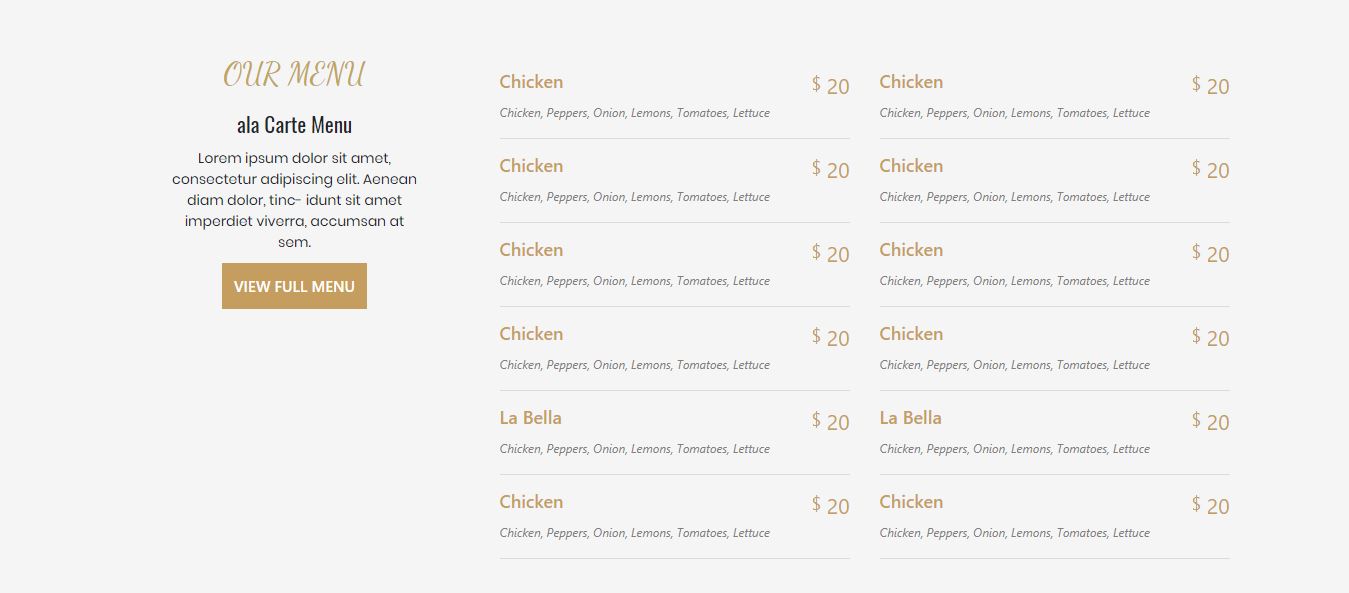 OUR MENU
ala Carte Menu
Lorem ipsum dolor sit amet,
consectetur adipiscing elit. Aenean
diam dolor, tinc- idunt sit amet
imperdiet viverra, accumsan at
sem.
VIEW FULL MENU
Chicken $ 20
Chicken, Peppers, Onion, Lemons, Tomatoes, Lettuce
Chicken $ 20
Chicken, Peppers, Onion, Lemons, Tomatoes, Lettuce
Chicken $ 20
Chicken, Peppers, Onion, Lemons, Tomatoes, Lettuce
Chicken $ 20
Chicken, Peppers, Onion, Lemons, Tomatoes, Lettuce
La Bella $ 20
Chicken, Peppers, Onion, Lemons, Tomatoes, Lettuce
Chicken $ 20
Chicken, Peppers, Onion, Lemons, Tomatoes, Lettuce
Chicken $ 20
Chicken, Peppers, Onion, Lemons, Tomatoes, Lettuce
Chicken $ 20
Chicken, Peppers, Onion, Lemons, Tomatoes, Lettuce
Chicken $ 20
Chicken, Peppers, Onion, Lemons, Tomatoes, Lettuce
Chicken $ 20
Chicken, Peppers, Onion, Lemons, Tomatoes, Lettuce
La Bella $ 20
Chicken, Peppers, Onion, Lemons, Tomatoes, Lettuce
Chicken $ 20
Chicken, Peppers, Onion, Lemons, Tomatoes, Lettuce